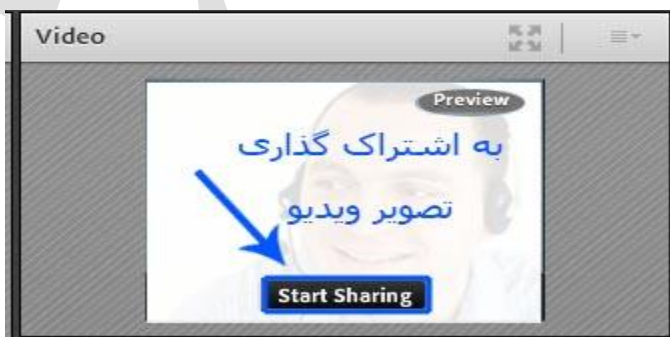 Video
Preview
به اشتراک گذاری
تصویر ویدیو
Start Sharing